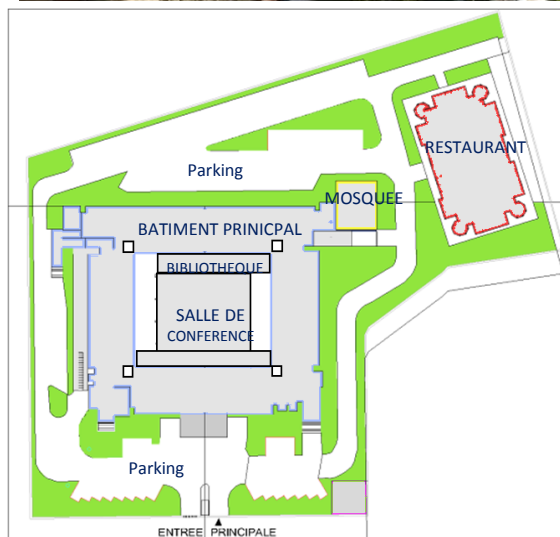 RESTAURANT
Parking
MOSQUEE
BATIMENT PRINICPAL
BIBLIOTHEQUE
SALLE DE
CONFERENCE
Parking
ENTREE PRINCIPALE